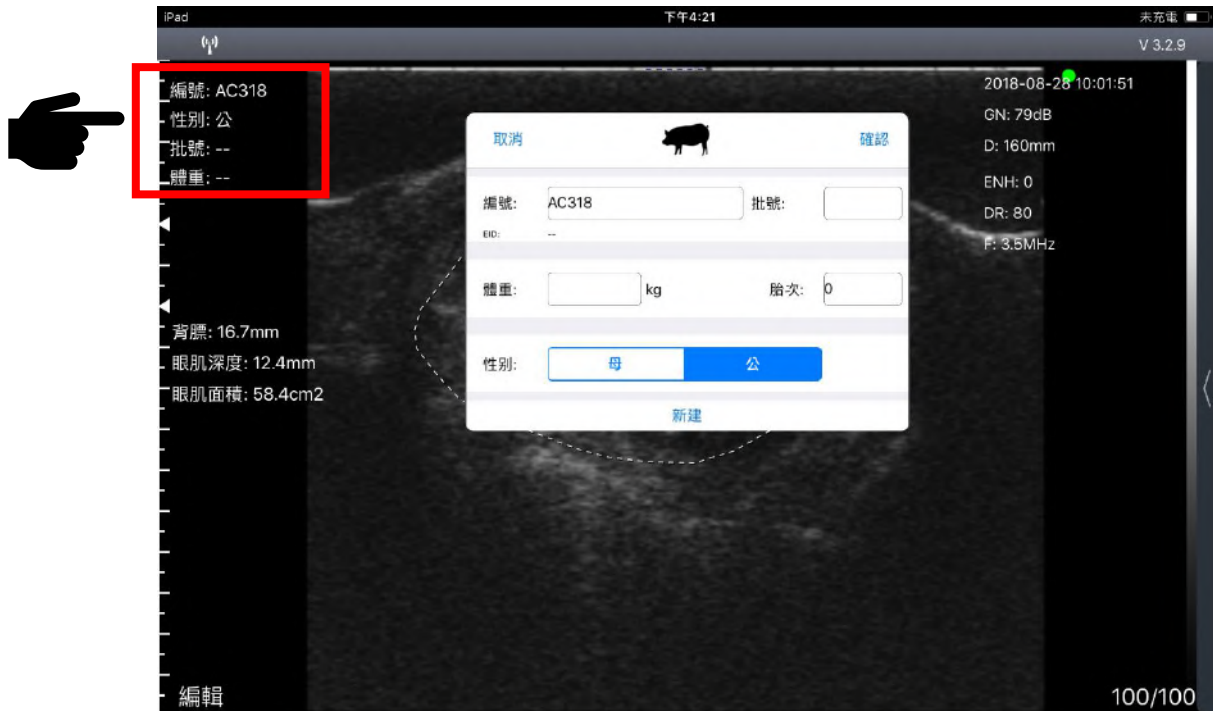 iPad 下午4:21 未充電
V 3.2.9
編號: AC318
性別: 公
批號: --
體重: --
背膘: 16.7mm
眼肌深度: 12.4mm
眼肌面積: 58.4cm2
取消 確認
編號: AC318 批號:
EID: --
體重: kg 胎次: 0
性別: 母 公
新建
2018-08-28 10:01:51
GN: 79dB
D: 160mm
ENH: 0
DR: 80
F: 3.5MHz
編輯 100/100